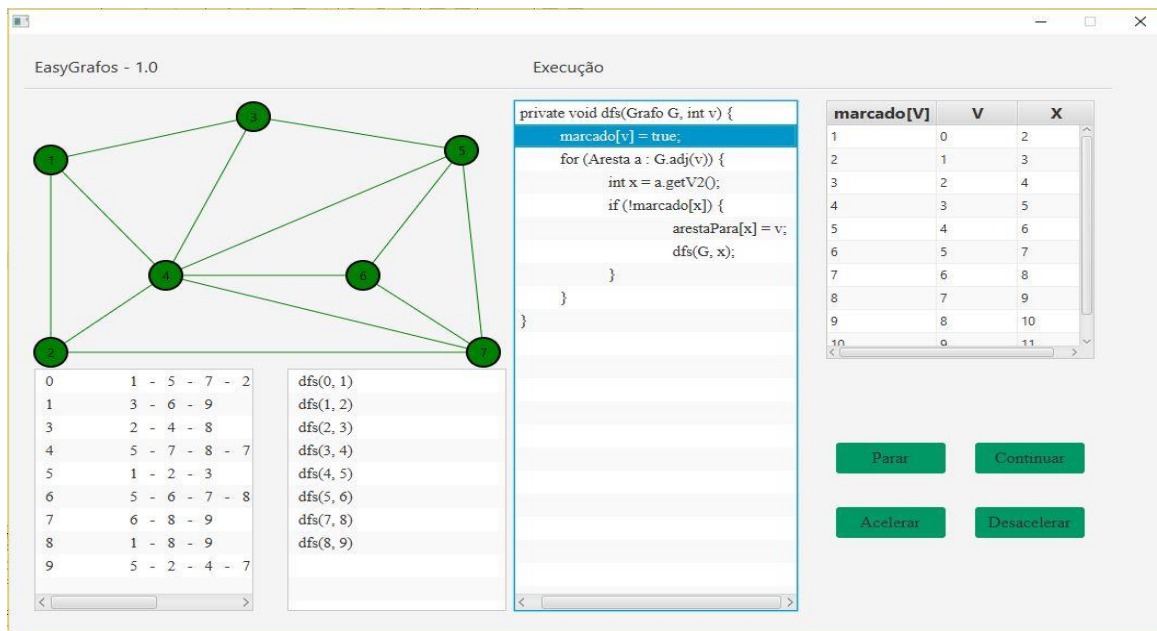 EasyGrafos - 1.0
Execução
3
5
1
4
6
2
7
private void dfs(Grafo G, int v) {
marcado[v] = true;
for (Aresta a : G.adj(v)) {
int x = a.getV2();
if (!marcado[x]) {
arestaPara[x] = v;
dfs(G, x);
}
}
}
marcado[V] V X
1 0 2
2 1 3
3 2 4
4 3 5
5 4 6
6 5 7
7 6 8
8 7 9
9 8 10
10 9 11
0 1 - 5 - 7 - 2
1 3 - 6 - 9
3 2 - 4 - 8
4 5 - 7 - 8 - 7
5 1 - 2 - 3
6 5 - 6 - 7 - 8
7 6 - 8 - 9
8 1 - 8 - 9
9 5 - 2 - 4 - 7
dfs(0, 1)
dfs(1, 2)
dfs(2, 3)
dfs(3, 4)
dfs(4, 5)
dfs(5, 6)
dfs(7, 8)
dfs(8, 9)
Parar Continuar
Acelerar Desacelerar